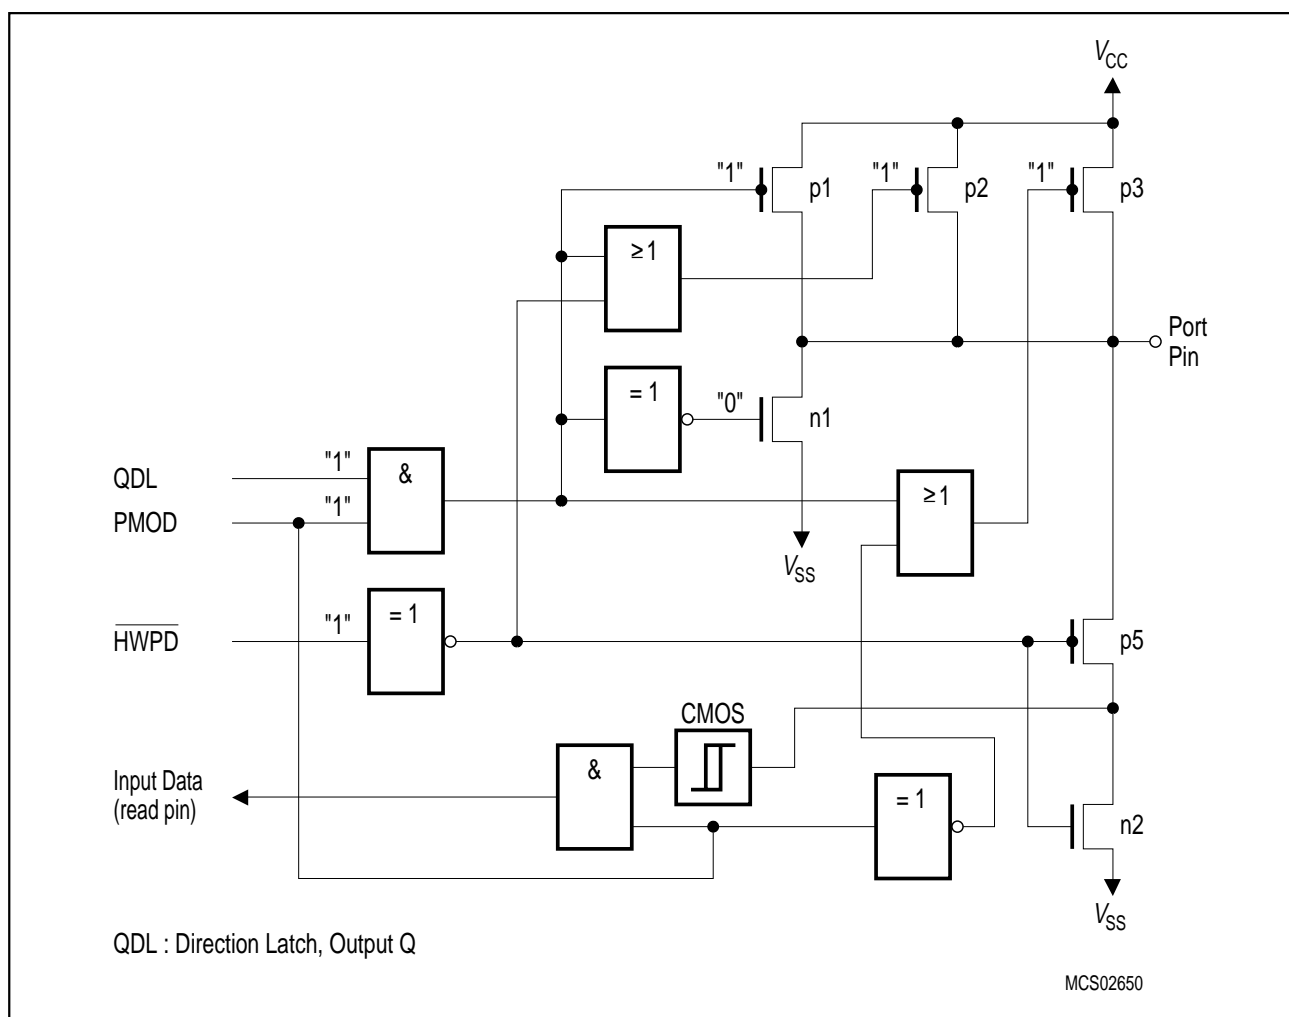 VCC
"1"
p1
"1"
p2
"1"
p3
≥1
Port
Pin
= 1
"0"
n1
QDL
"1"
&
PMOD
"1"
≥1
VSS
HWPD
"1"
= 1
p5
CMOS
Input Data
(read pin)
&
= 1
n2
VSS
QDL : Direction Latch, Output Q
MCS02650